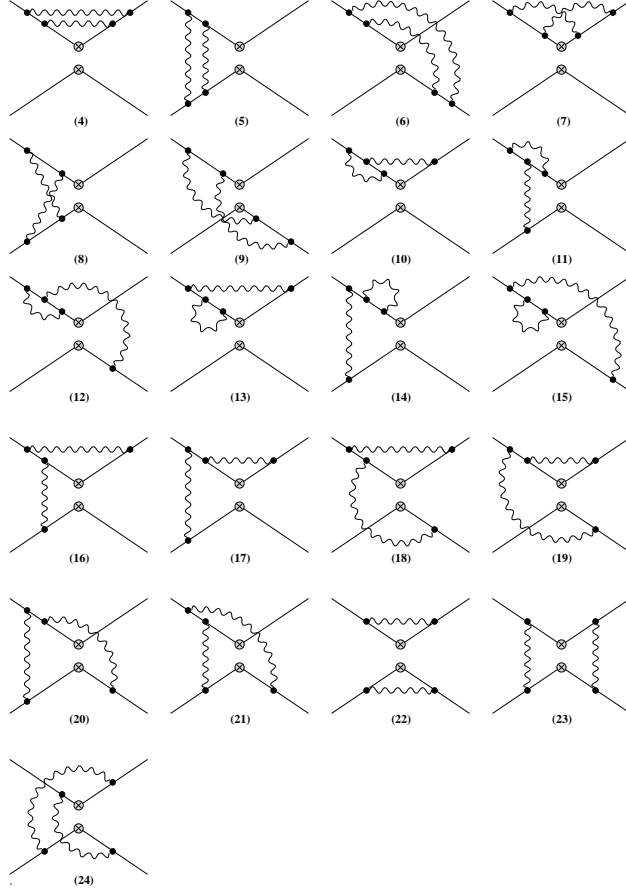 (4) (5) (6) (7)
(8) (9) (10) (11)
(12) (13) (14) (15)
(16) (17) (18) (19)
(20) (21) (22) (23)
(24)